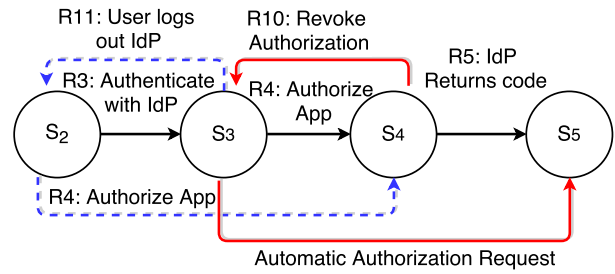 R11: User logs
out IdP
R10: Revoke
Authorization
R5: IdP
Returns code
R3: Authenticate
with IdP
R4: Authorize
App
S2
S3
S4
S5
R4: Authorize App
Automatic Authorization Request